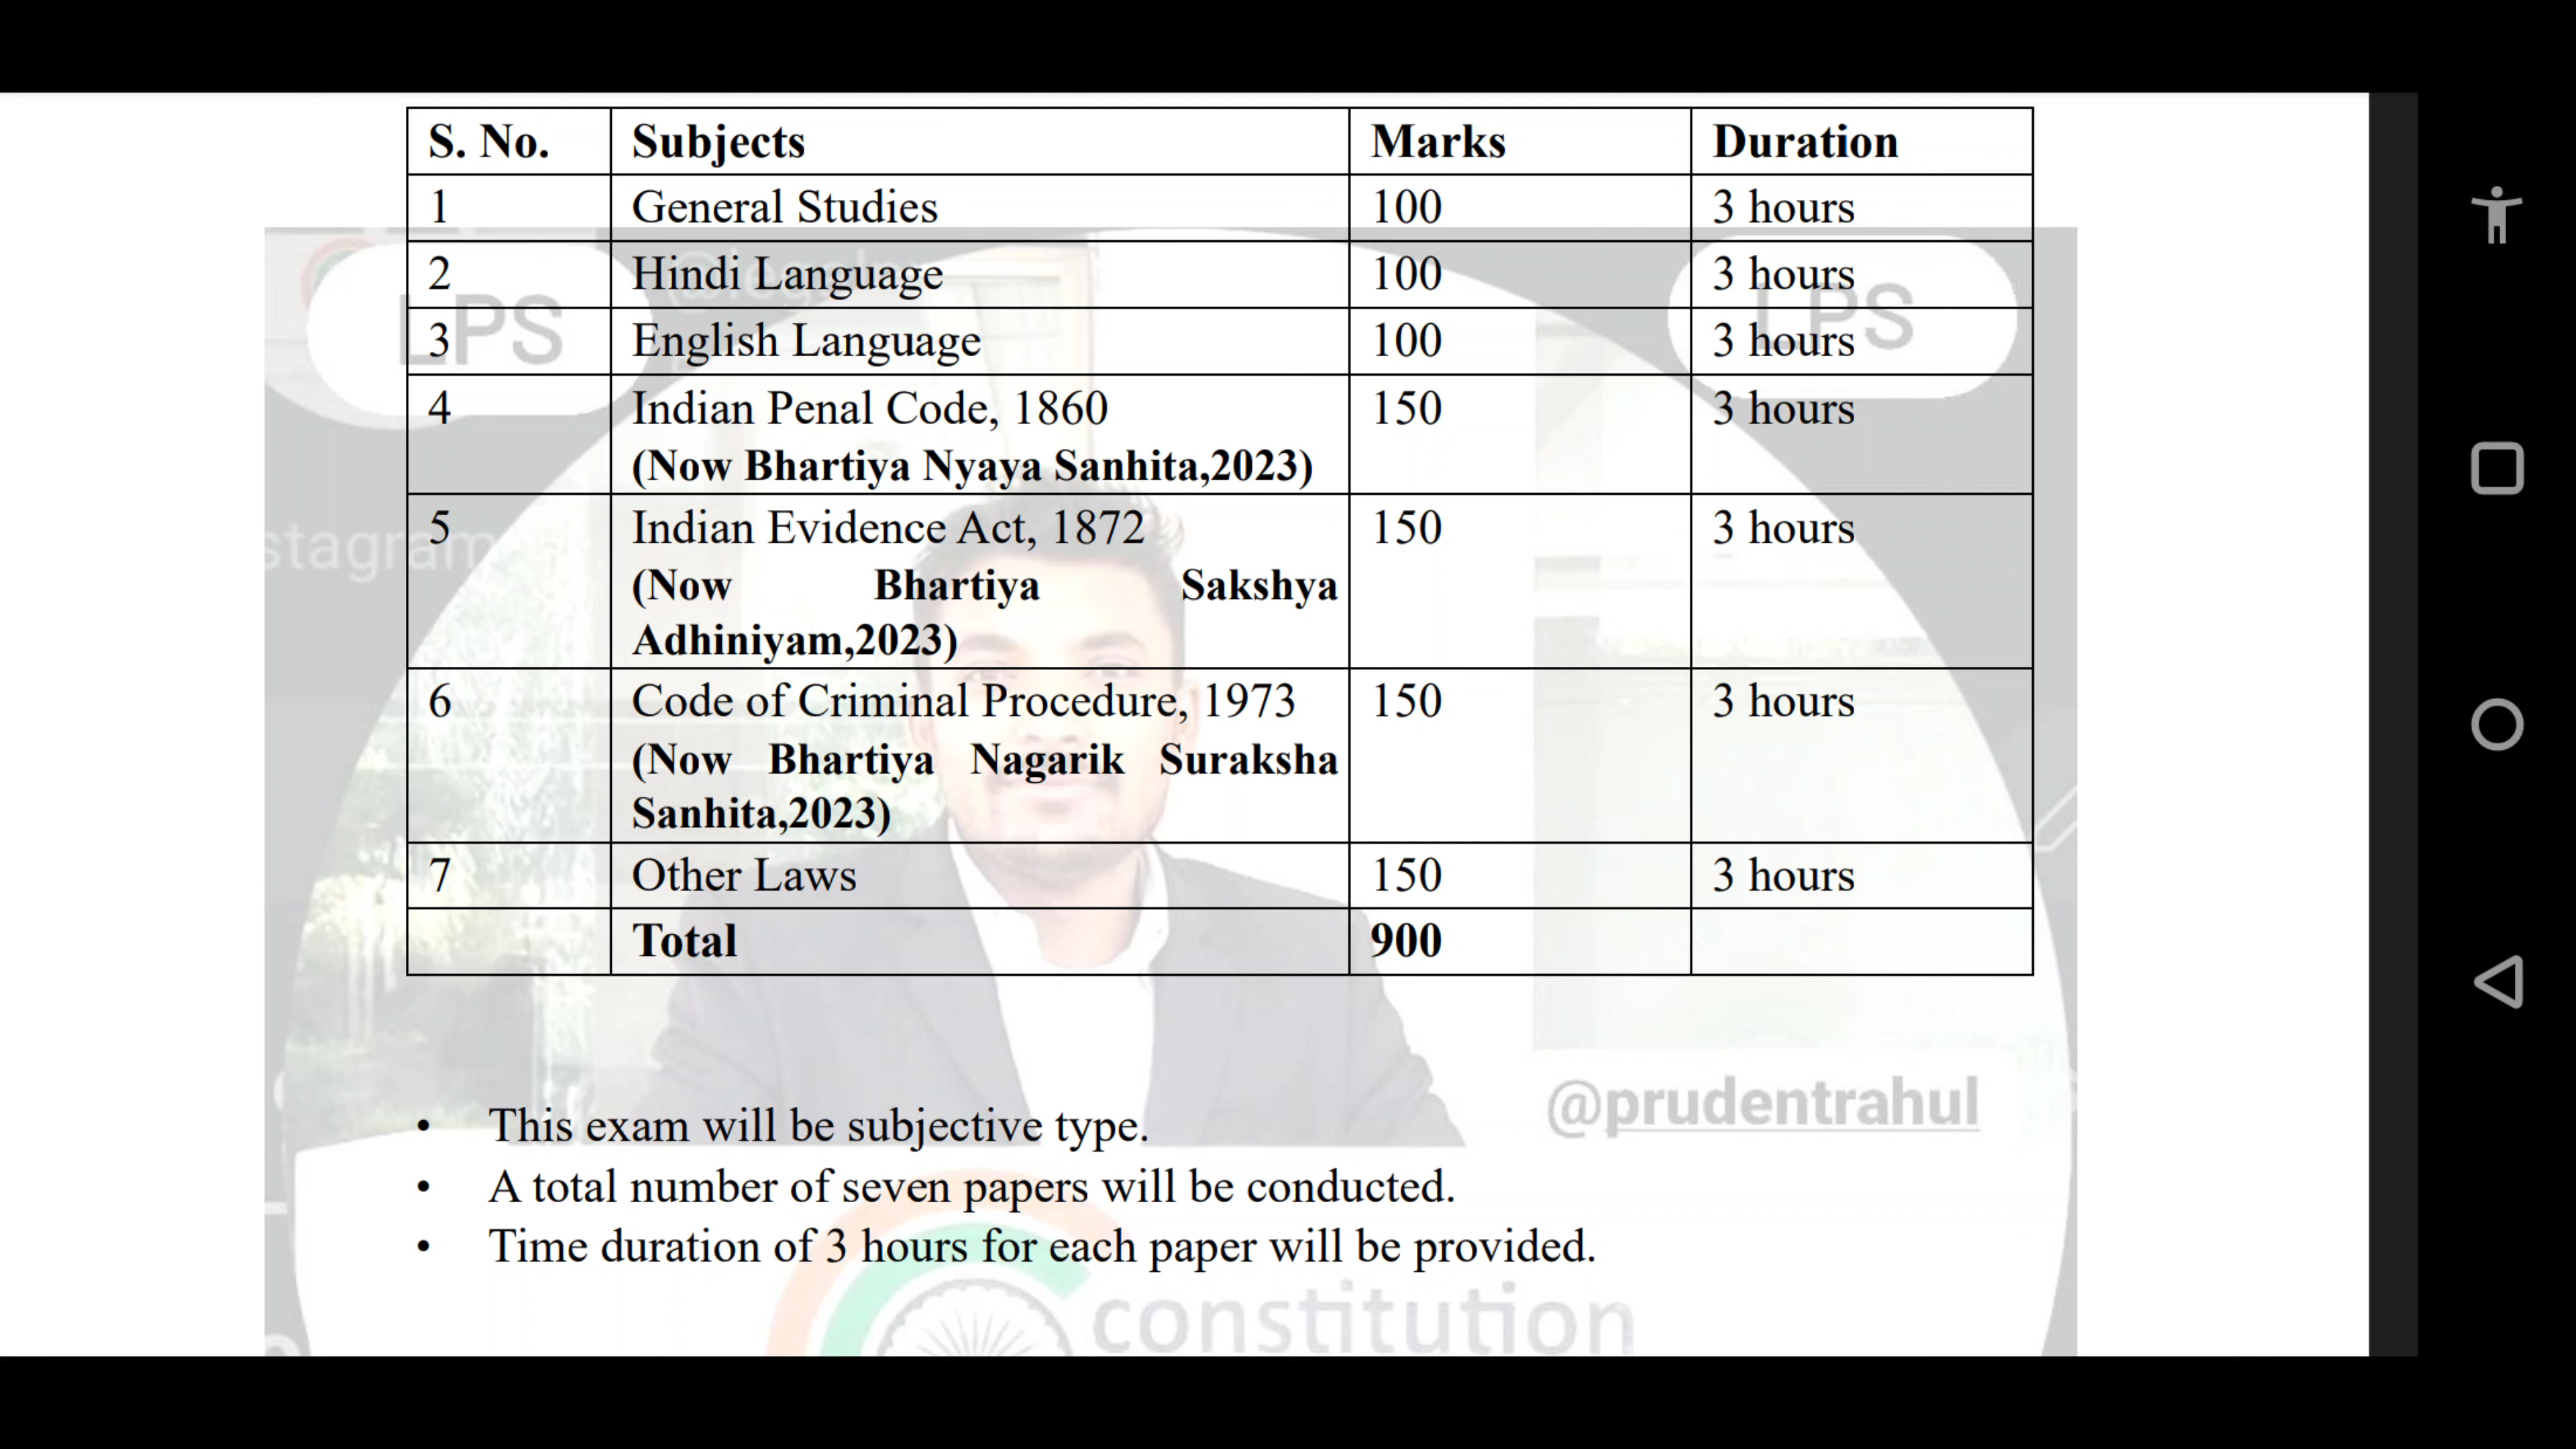 S. No. Subjects Marks Duration
1 General Studies 100 3 hours
2 Hindi Language 100 3 hours
3 English Language 100 3 hours
4 Indian Penal Code, 1860 150 3 hours
(Now Bhartiya Nyaya Sanhita,2023)
5 Indian Evidence Act, 1872 150 3 hours
(Now Bhartiya Sakshya
Adhiniyam,2023)
6 Code of Criminal Procedure, 1973 150 3 hours
(Now Bhartiya Nagarik Suraksha
Sanhita,2023)
7 Other Laws 150 3 hours
Total 900
LPS
LPS
stagram
@prudentrahul
• This exam will be subjective type.
• A total number of seven papers will be conducted.
• Time duration of 3 hours for each paper will be provided.
constitution